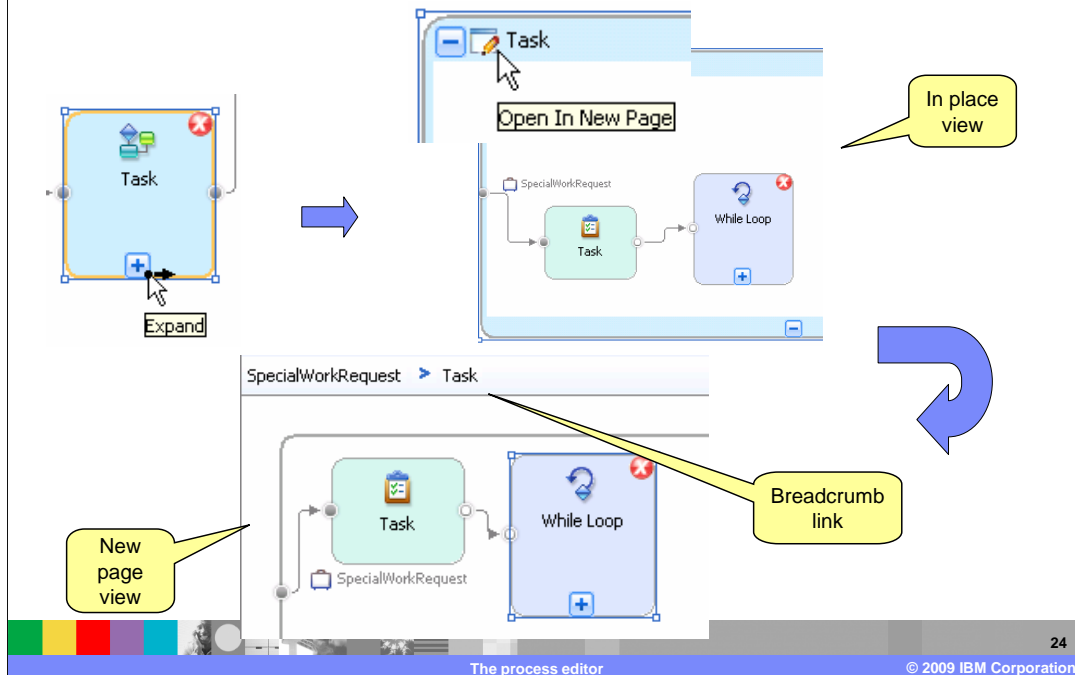 Task
Expand
Task
Open In New Page
In place
view
SpecialWorkRequest
Task
While Loop
SpecialWorkRequest > Task
Task
While Loop
SpecialWorkRequest
New
page
view
Breadcrumb
link
24
The process editor
© 2009 IBM Corporation